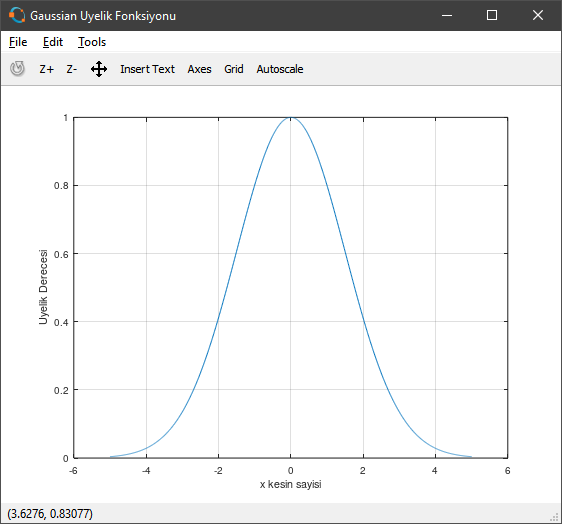 Gaussian Uyelik Fonksiyonu
File Edit Tools
Z+ Z- Insert Text Axes Grid Autoscale
1
0.8
0.6
0.4
0.2
0
Uyelik Derecesi
-6 -4 -2 0 2 4 6
x kesin sayisi
(3.6276, 0.83077)